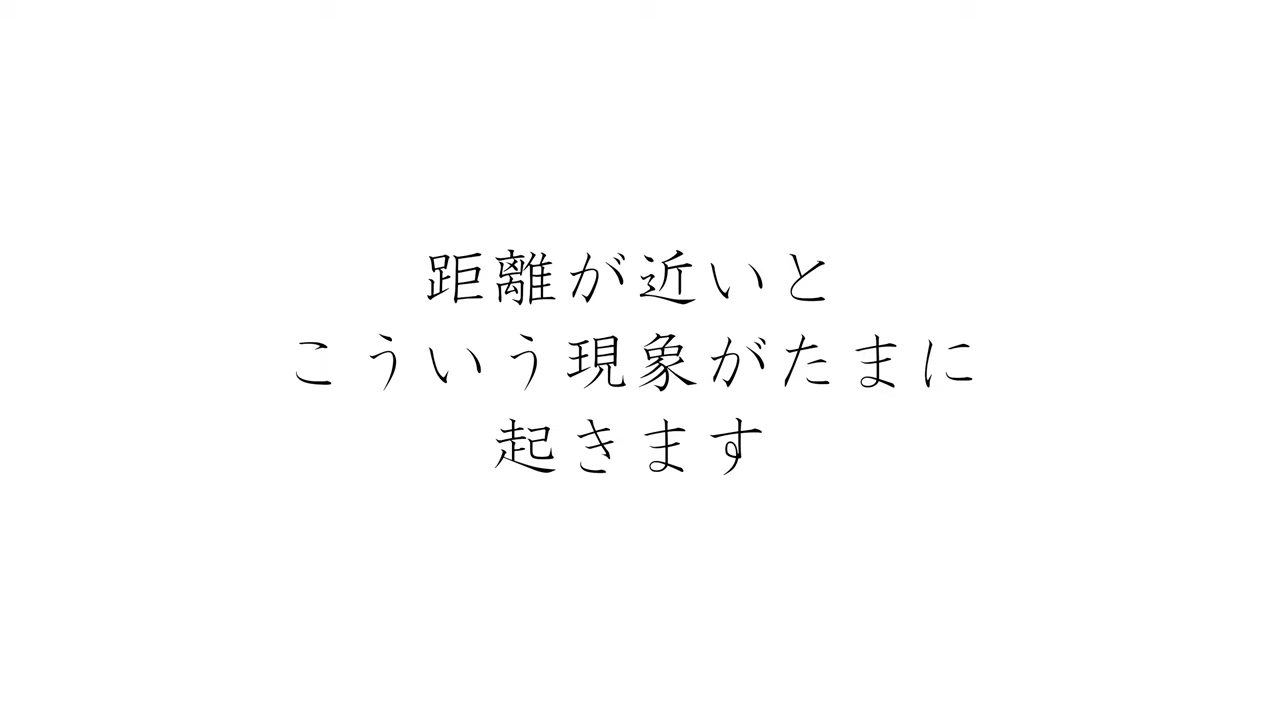 距離が近いと
こういう現象がたまに
起きます